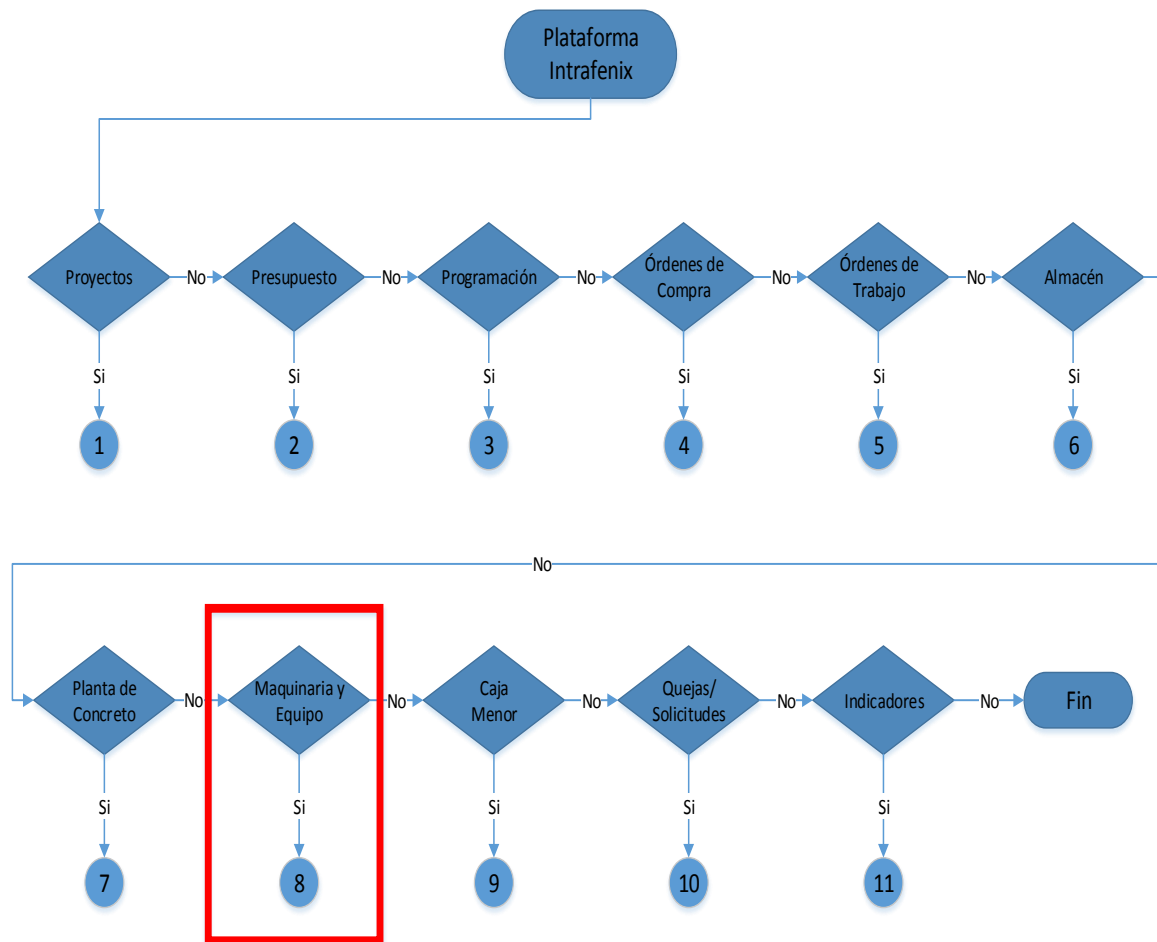 Plataforma
Intrafenix
Proyectos
No
Presupuesto
No
Programación
No
Órdenes de
Compra
No
Órdenes de
Trabajo
No
Almacén
Si
Si
Si
Si
Si
Si
1
2
3
4
5
6
No
Planta de
Concreto
No
Maquinaria y
Equipo
No
Caja
Menor
No
Quejas/
Solicitudes
No
Indicadores
No
Fin
Si
Si
Si
Si
Si
7
8
9
10
11